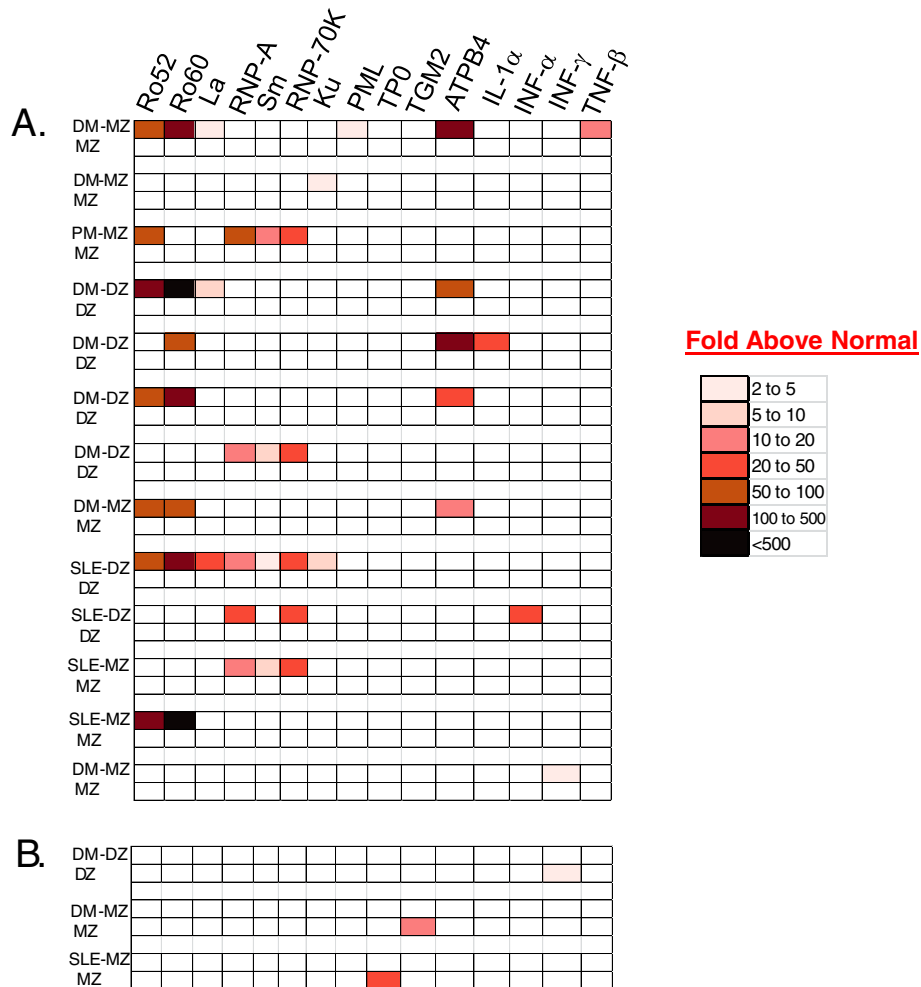 Ro52 Ro60 La RNP-A Sm RNP-70K Ku PML TP0 TGM2 ATPB4 IL-1α INF-α INF-γ TNF-β
A.
DM-MZ
MZ
DM-MZ
MZ
PM-MZ
MZ
DM-DZ
DZ
DM-DZ
DZ
DM-DZ
DZ
DM-DZ
DZ
DM-MZ
MZ
SLE-DZ
DZ
SLE-DZ
DZ
SLE-MZ
MZ
SLE-MZ
MZ
DM-MZ
MZ
Fold Above Normal
2 to 5
5 to 10
10 to 20
20 to 50
50 to 100
100 to 500
<500
B.
DM-DZ
DZ
DM-MZ
MZ
SLE-MZ
MZ